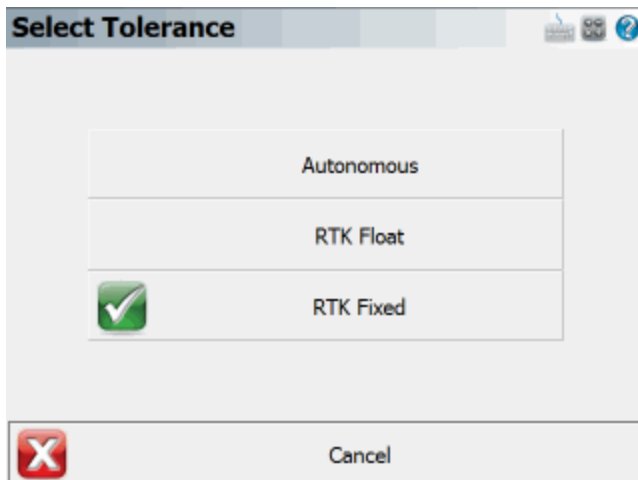 Select Tolerance
Autonomous
RTK Float
RTK Fixed
Cancel